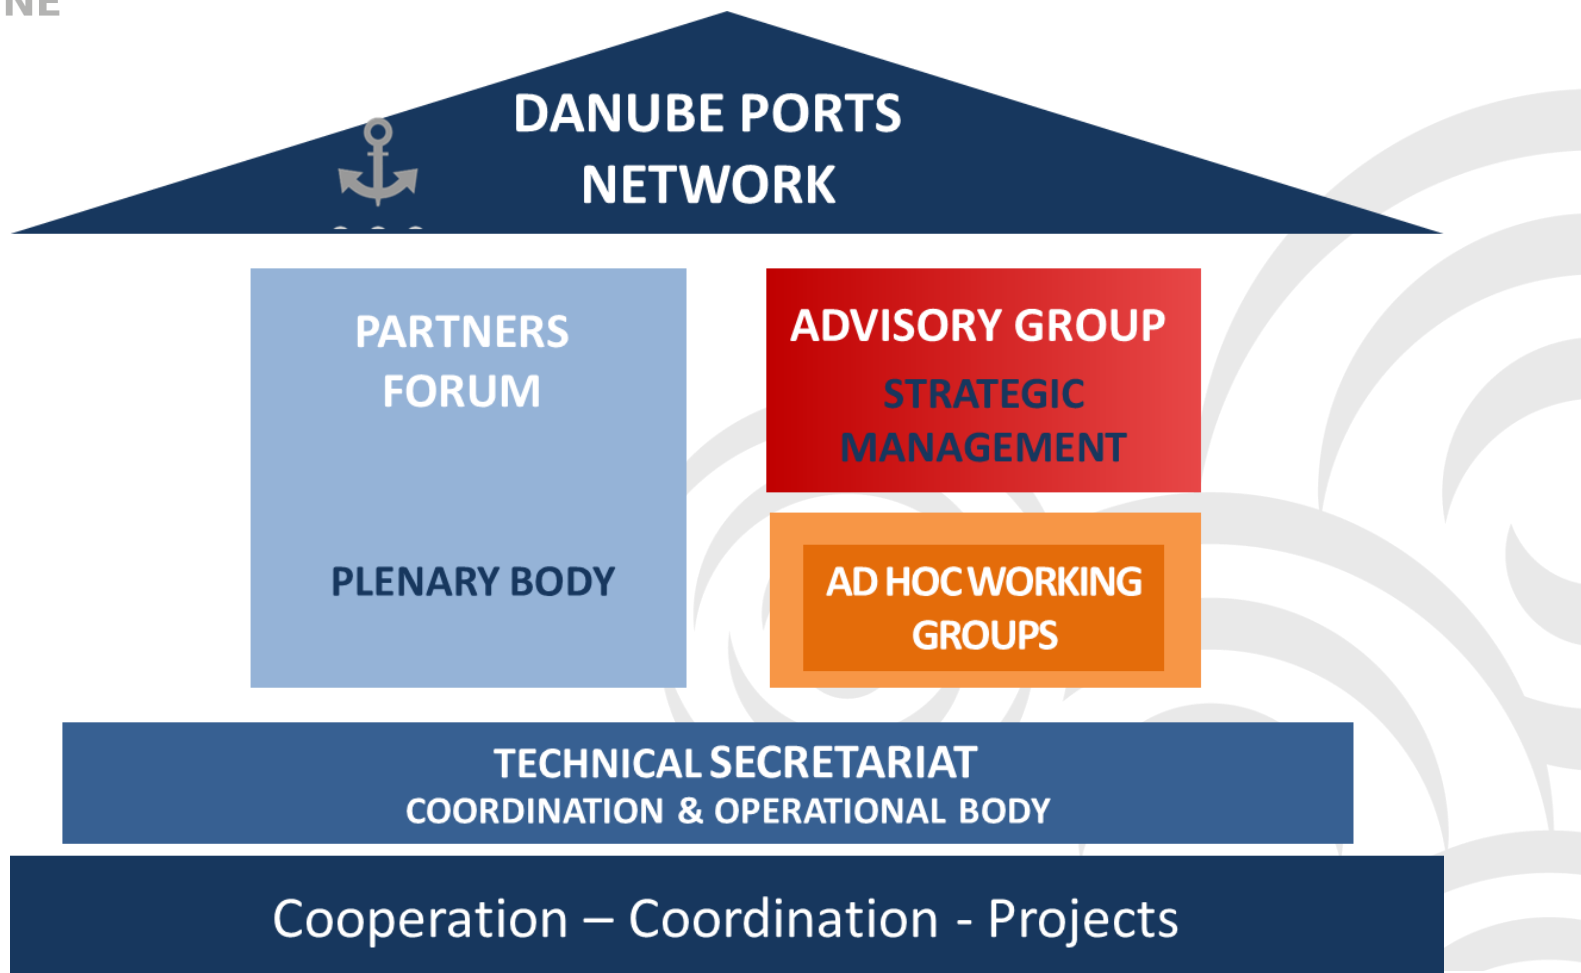 NE
DANUBE PORTS
NETWORK
PARTNERS
FORUM
PLENARY BODY
ADVISORY GROUP
STRATEGIC
MANAGEMENT
AD HOC WORKING
GROUPS
TECHNICAL SECRETARIAT
COORDINATION & OPERATIONAL BODY
Cooperation – Coordination - Projects